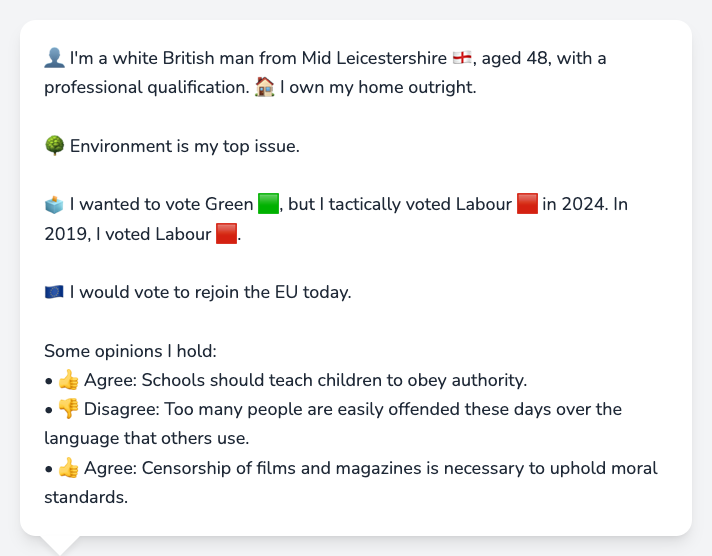 👤 I'm a white British man from Mid Leicestershire 🏴󠁧󠁢󠁥󠁮󠁧󠁿, aged 48, with a
professional qualification. 🏠 I own my home outright.
🌳 Environment is my top issue.
🗳️ I wanted to vote Green 🟩, but I tactically voted Labour 🟥 in 2024. In
2019, I voted Labour 🟥.
🇪🇺 I would vote to rejoin the EU today.
Some opinions I hold:
• 👍 Agree: Schools should teach children to obey authority.
• 👎 Disagree: Too many people are easily offended these days over the
language that others use.
• 👍 Agree: Censorship of films and magazines is necessary to uphold moral
standards.